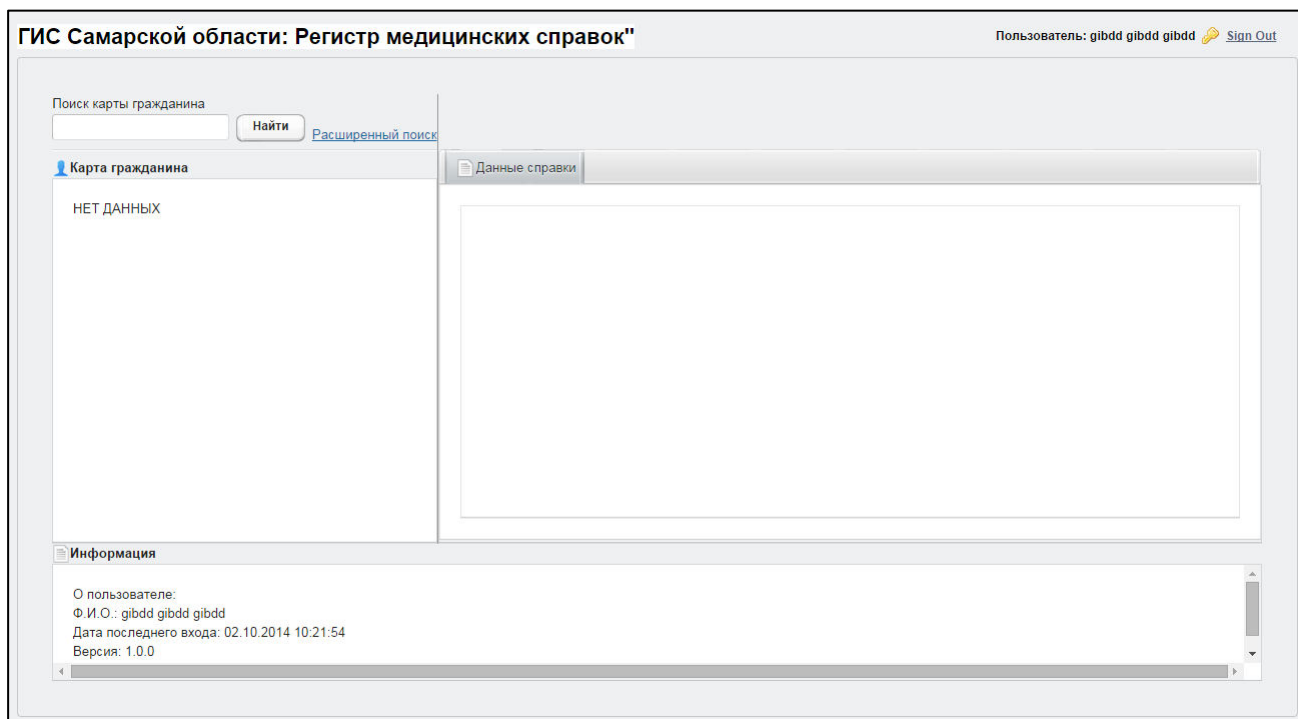 ГИС Самарской области: Регистр медицинских справок"
Пользователь: gibdd gibdd gibdd Sign Out
Поиск карты гражданина
Найти Расширенный поиск
Карта гражданина
Данные справки
НЕТ ДАННЫХ
Информация
О пользователе:
Ф.И.О.: gibdd gibdd gibdd
Дата последнего входа: 02.10.2014 10:21:54
Версия: 1.0.0